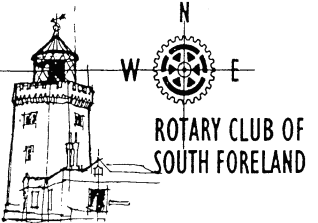 N
W E
ROTARY CLUB OF
SOUTH FORELAND